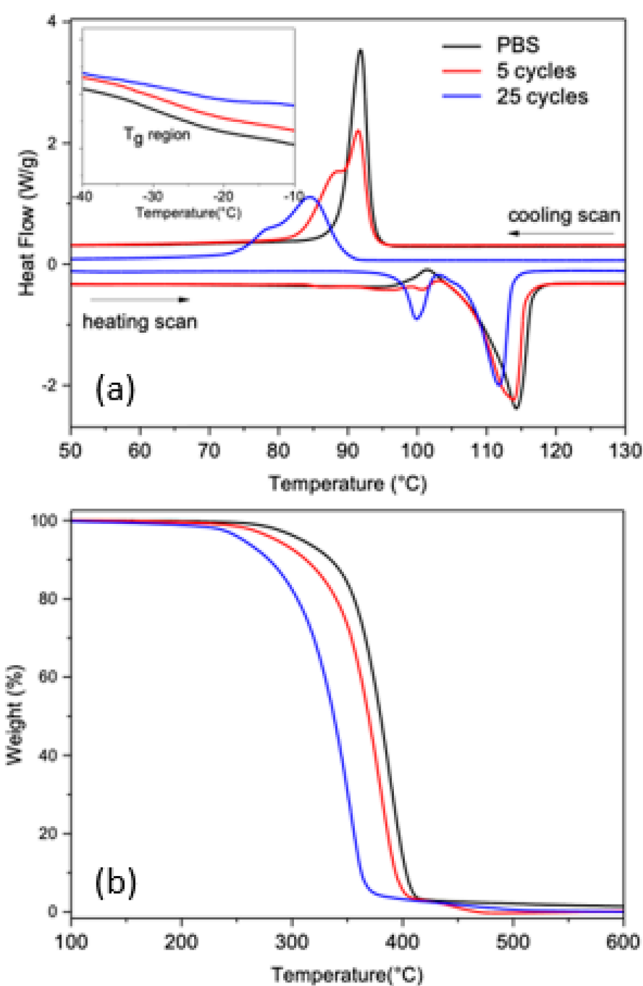 4
2
0
-2
Heat Flow (W/g)
Tg region
-40
-30
-20
-10
Temperature(°C)
PBS
5 cycles
25 cycles
cooling scan
heating scan
(a)
50 60 70 80 90 100 110 120 130
Temperature (°C)
100
80
60
40
20
0
Weight (%)
(b)
100 200 300 400 500 600
Temperature(°C)